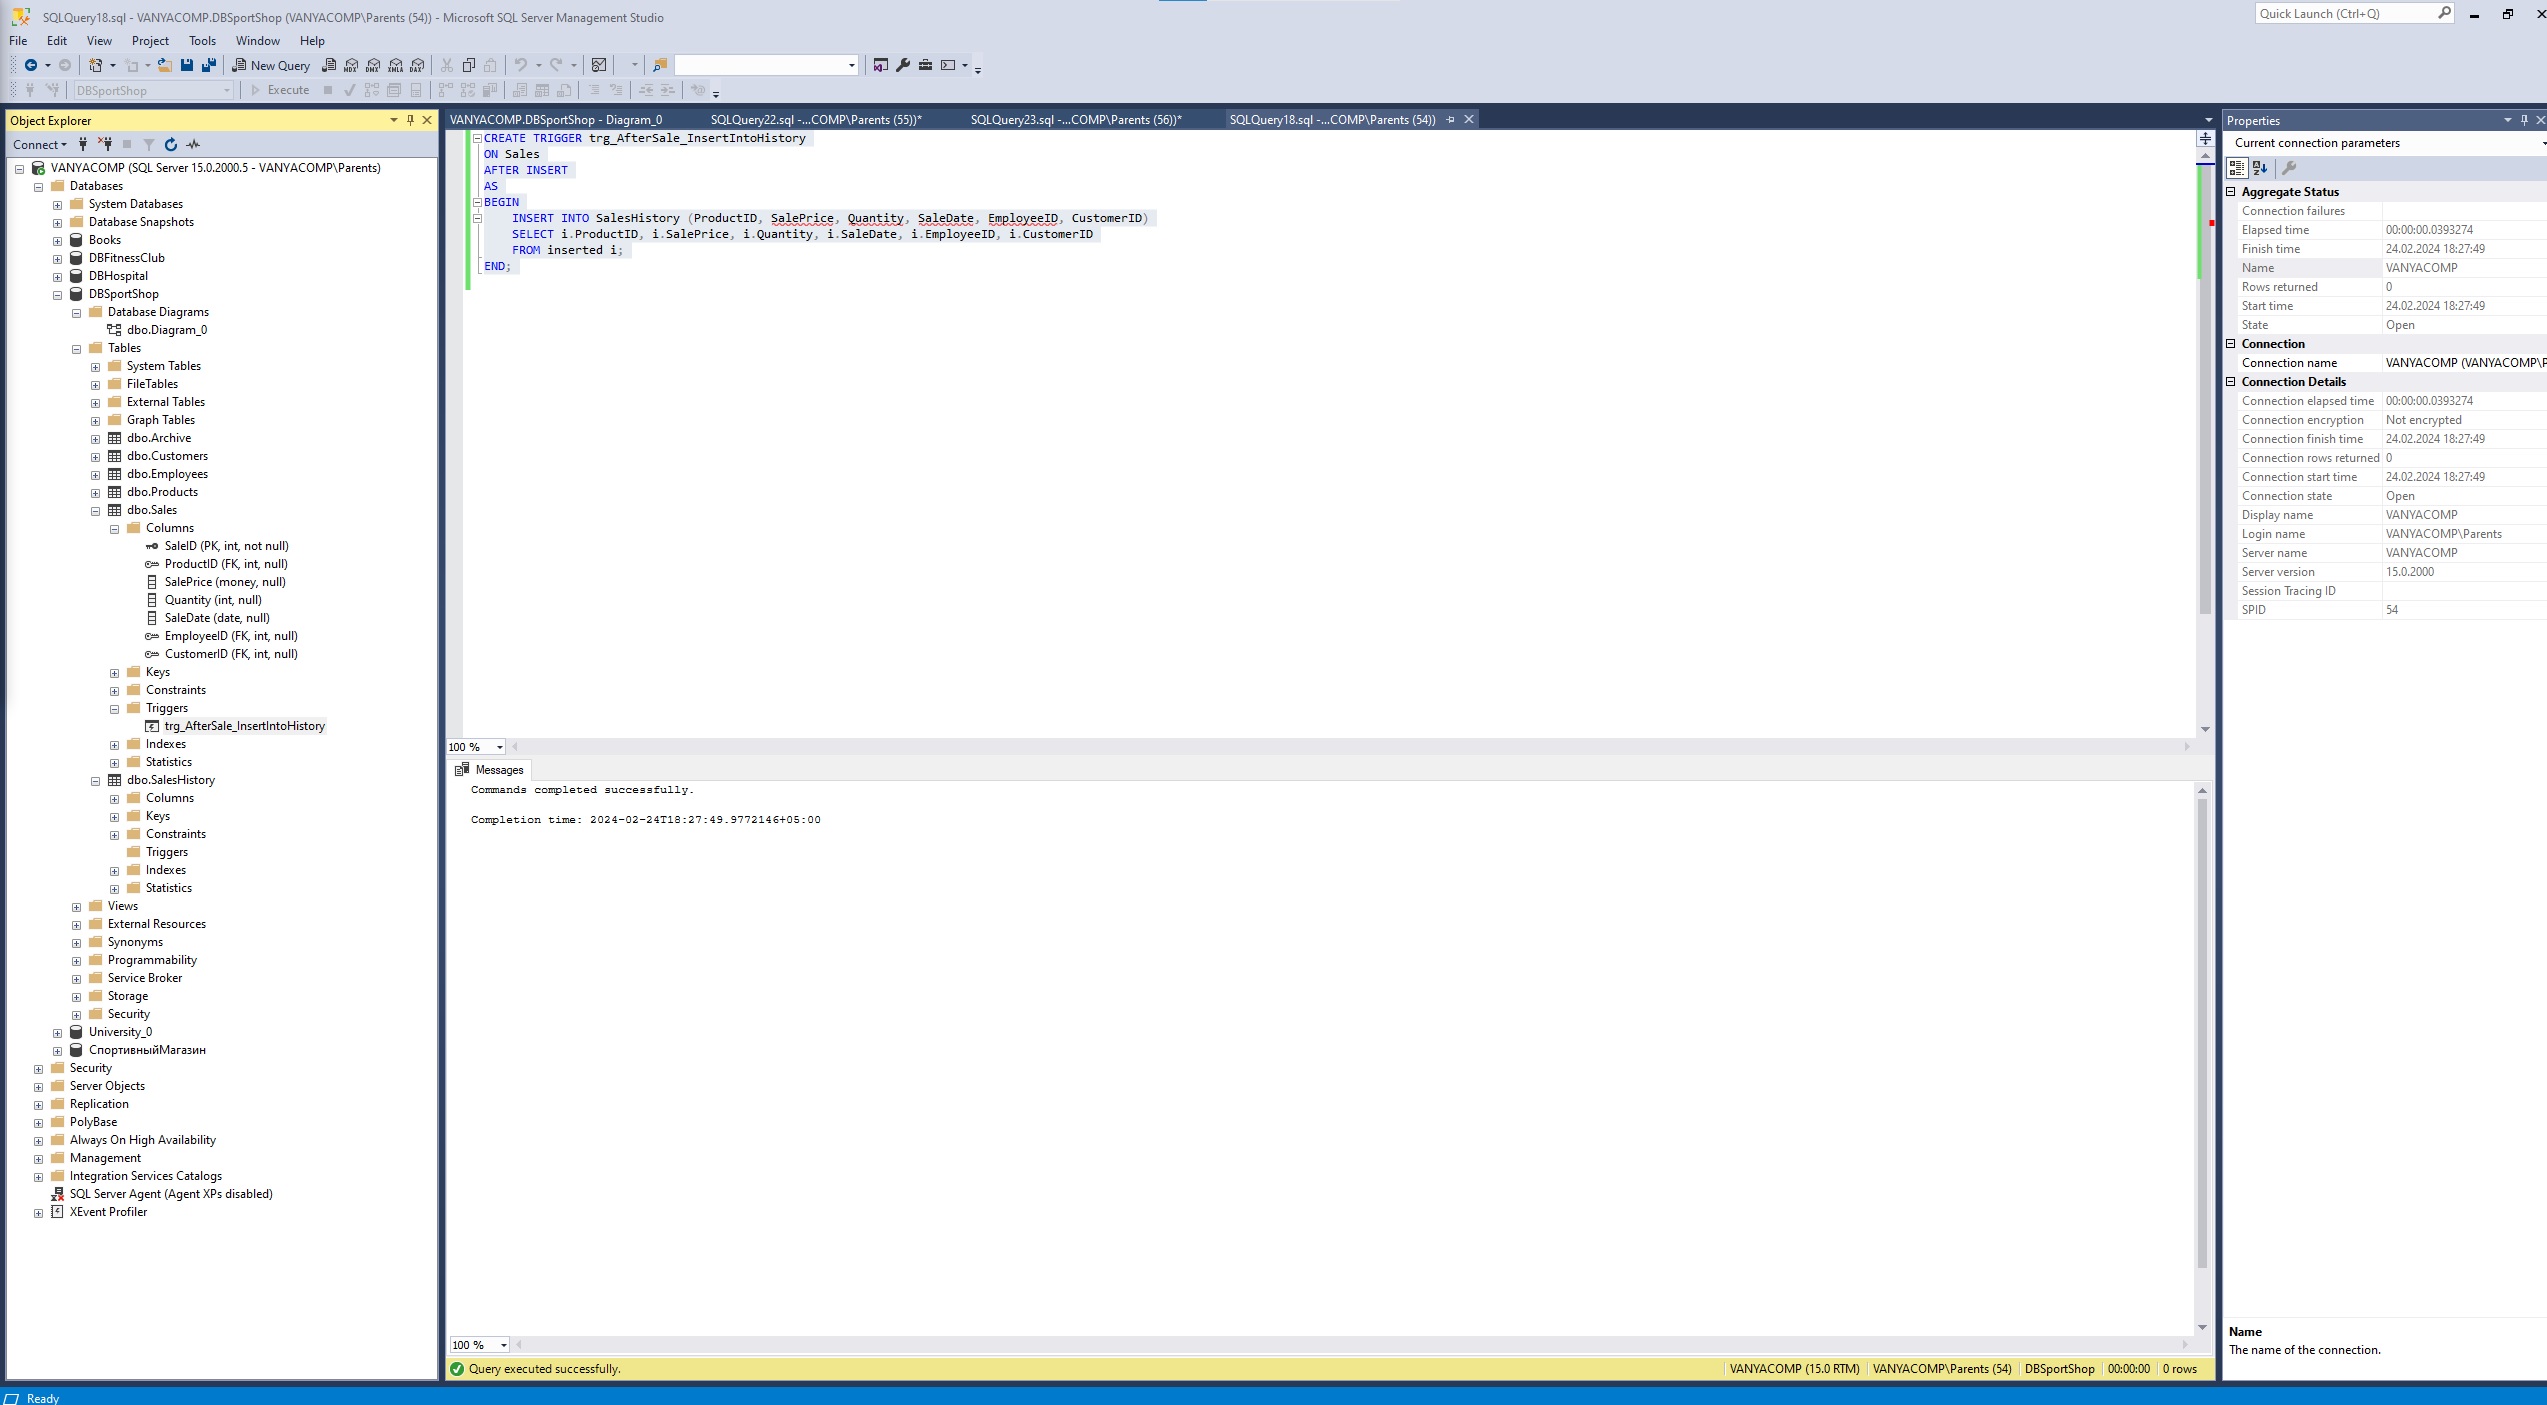 SQLQuery18.sql - VANYACOMP.DBSportShop (VANYACOMP\Parents (54)) - Microsoft SQL Server Management Studio
Quick Launch (Ctrl+Q)
File Edit View Project Tools Window Help
New Query MDX DMX XMLA DAX
DBSportShop Execute
Object Explorer
Connect
VANYACOMP (SQL Server 15.0.2000.5 - VANYACOMP\Parents)
Databases
System Databases
Database Snapshots
Books
DBFitnessClub
DBHospital
DBSportShop
Database Diagrams
dbo.Diagram_0
Tables
System Tables
FileTables
External Tables
Graph Tables
dbo.Archive
dbo.Customers
dbo.Employees
dbo.Products
dbo.Sales
Columns
SaleID (PK, int, not null)
ProductID (FK, int, null)
SalePrice (money, null)
Quantity (int, null)
SaleDate (date, null)
EmployeeID (FK, int, null)
CustomerID (FK, int, null)
Keys
Constraints
Triggers
trg_AfterSale_InsertIntoHistory
Indexes
Statistics
dbo.SalesHistory
Columns
Keys
Constraints
Triggers
Indexes
Statistics
Views
External Resources
Synonyms
Programmability
Service Broker
Storage
Security
University_0
СпортивныйМагазин
Security
Server Objects
Replication
PolyBase
Always On High Availability
Management
Integration Services Catalogs
SQL Server Agent (Agent XPs disabled)
XEvent Profiler
VANYACOMP.DBSportShop - Diagram_0 SQLQuery22.sql -...COMP\Parents (55))* SQLQuery23.sql -...COMP\Parents (56))* SQLQuery18.sql -...COMP\Parents (54))
CREATE TRIGGER trg_AfterSale_InsertIntoHistory
ON Sales
AFTER INSERT
AS
BEGIN
INSERT INTO SalesHistory (ProductID, SalePrice, Quantity, SaleDate, EmployeeID, CustomerID)
SELECT i.ProductID, i.SalePrice, i.Quantity, i.SaleDate, i.EmployeeID, i.CustomerID
FROM inserted i;
END;
100 %
Messages
Commands completed successfully.
Completion time: 2024-02-24T18:27:49.9772146+05:00
100 %
Query executed successfully. VANYACOMP (15.0 RTM) VANYACOMP\Parents (54) DBSportShop 00:00:00 0 rows
Properties
Current connection parameters
Aggregate Status
Connection failures
Elapsed time 00:00:00.0393274
Finish time 24.02.2024 18:27:49
Name VANYACOMP
Rows returned 0
Start time 24.02.2024 18:27:49
State Open
Connection
Connection name VANYACOMP (VANYACOMP\P
Connection Details
Connection elapsed time 00:00:00.0393274
Connection encryption Not encrypted
Connection finish time 24.02.2024 18:27:49
Connection rows returned 0
Connection start time 24.02.2024 18:27:49
Connection state Open
Display name VANYACOMP
Login name VANYACOMP\Parents
Server name VANYACOMP
Server version 15.0.2000
Session Tracing ID
SPID 54
Name
The name of the connection.
Ready